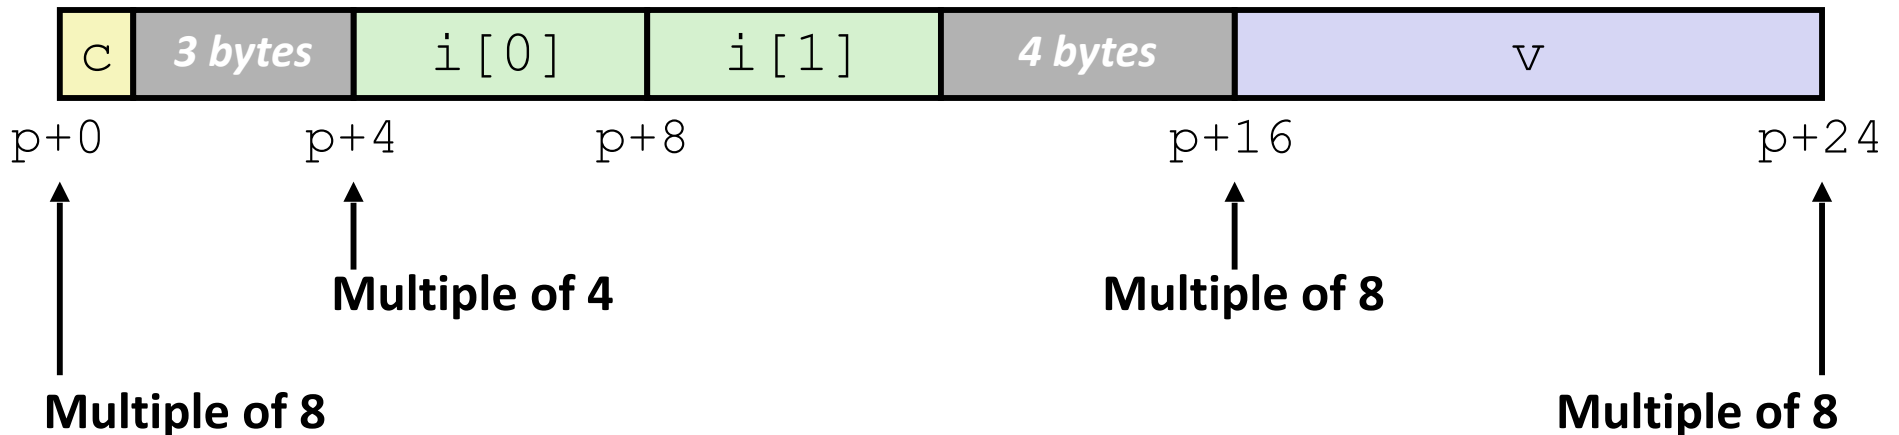 c 3 bytes i[0] i[1] 4 bytes v
p+0 p+4 p+8 p+16 p+24
Multiple of 4 Multiple of 8
Multiple of 8 Multiple of 8